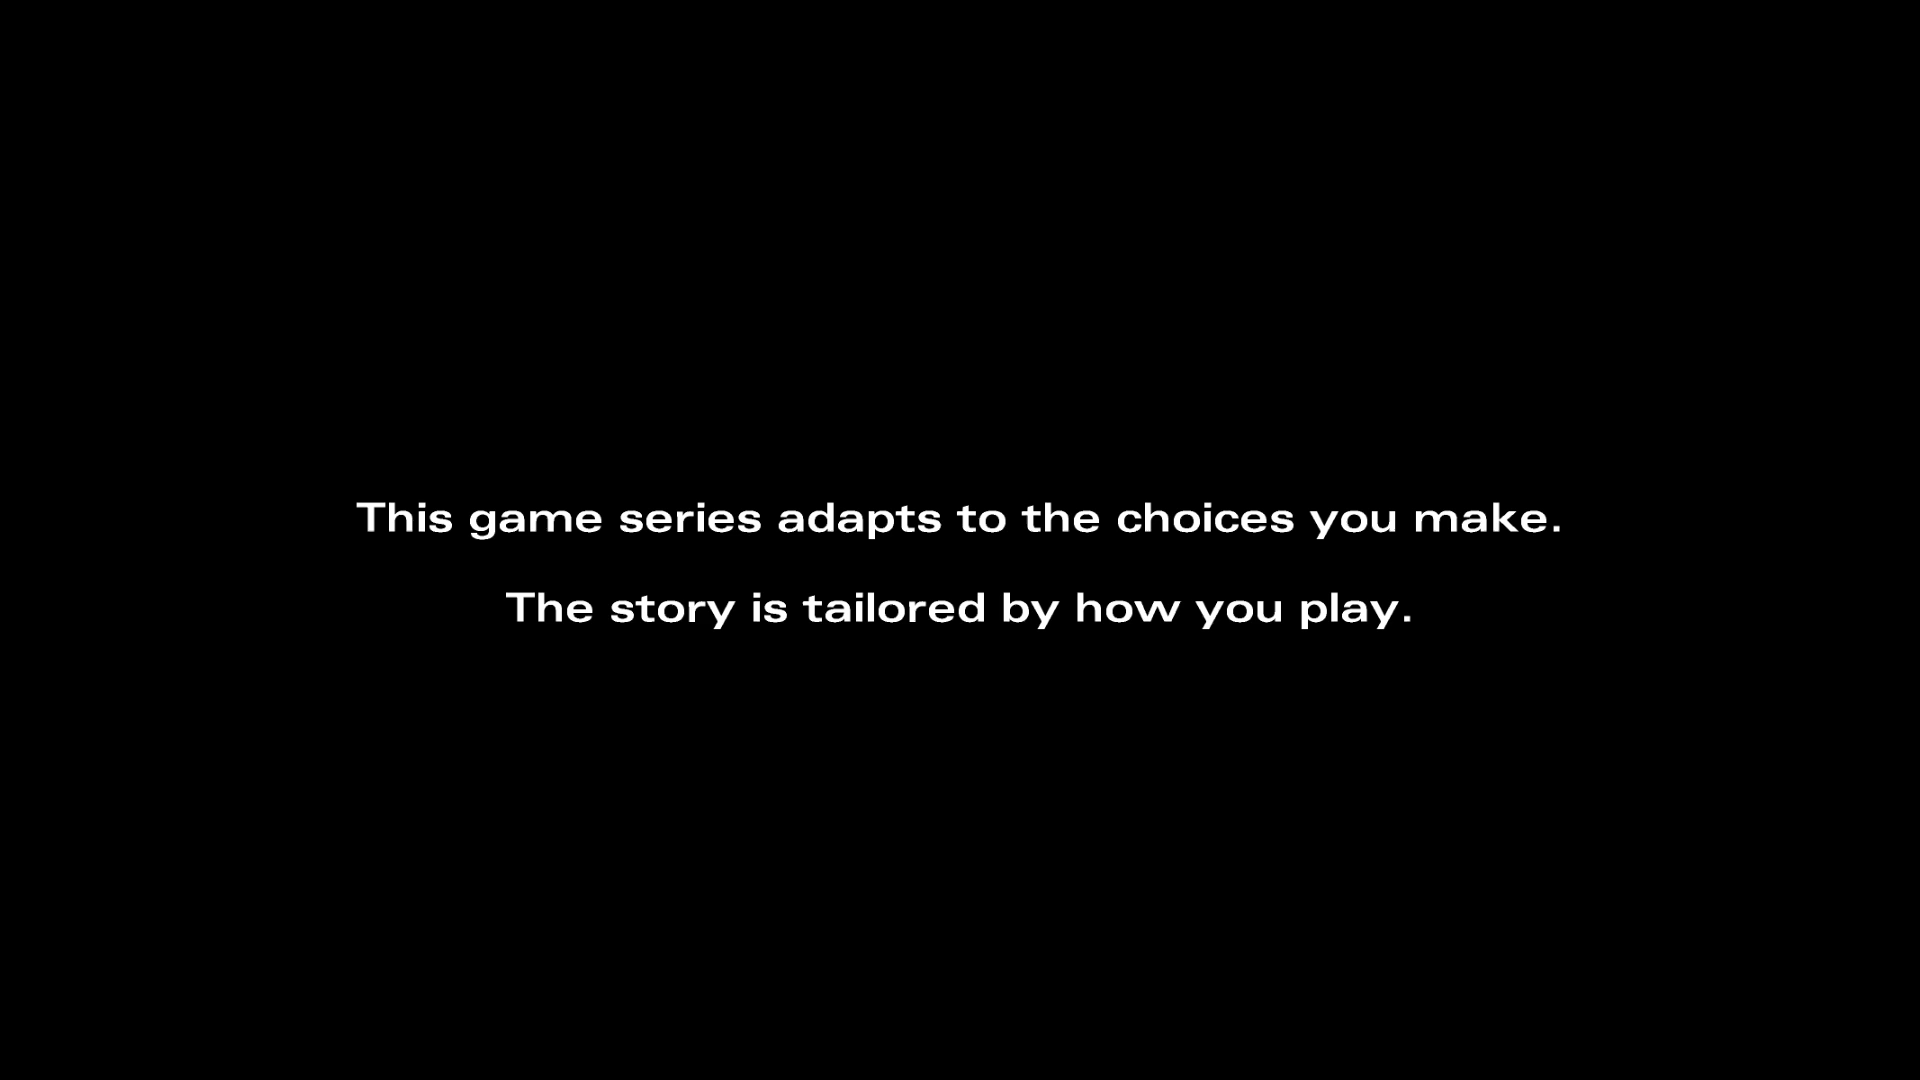 This game series adapts to the choices you make.
The story is tailored by how you play.